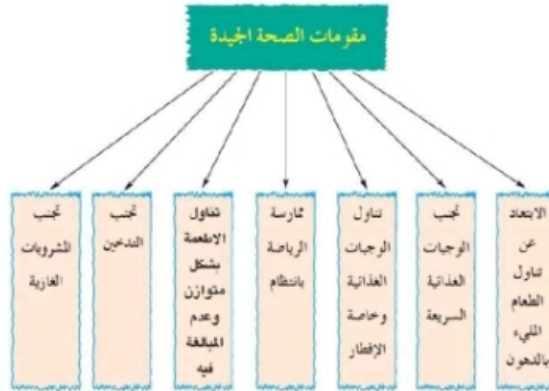 مقومات الصحة الجيدة
الابتعاد
عن
تناول
الطعام
المليء
بالدهون
تجنب
الوجبات
الغذائية
السريعة
تناول
الوجبات
الغذائية
وخاصة
الإفطار
ممارسة
الرياضة
بانتظام
تناول
الاطعمة
بشكل
متوازن
وعدم
المبالغة
فيه
تجنب
التدخين
تجنب
المشروبات
الغازية